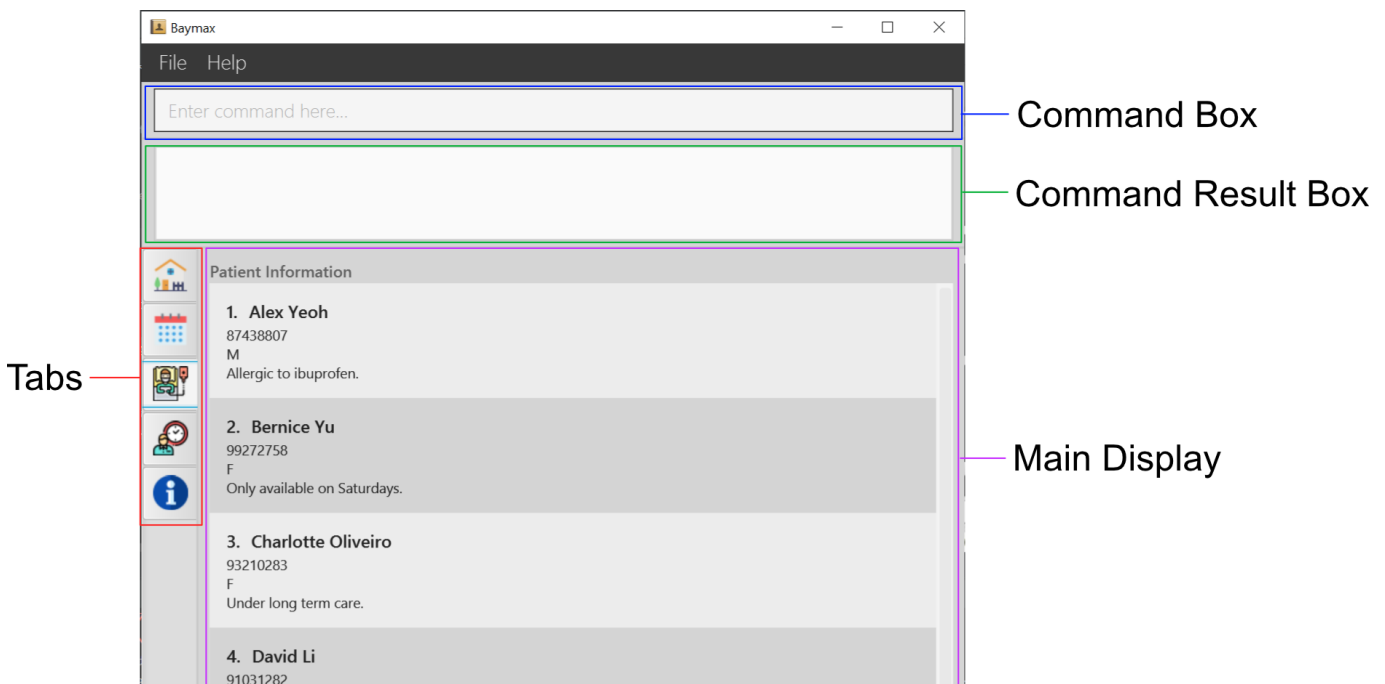 Baymax
File Help
Enter command here...
Command Box
Command Result Box
Patient Information
1. Alex Yeoh
87438807
M
Allergic to ibuprofen.
Tabs
2. Bernice Yu
99272758
F
Only available on Saturdays.
Main Display
3. Charlotte Oliveiro
93210283
F
Under long term care.
4. David Li
91031282